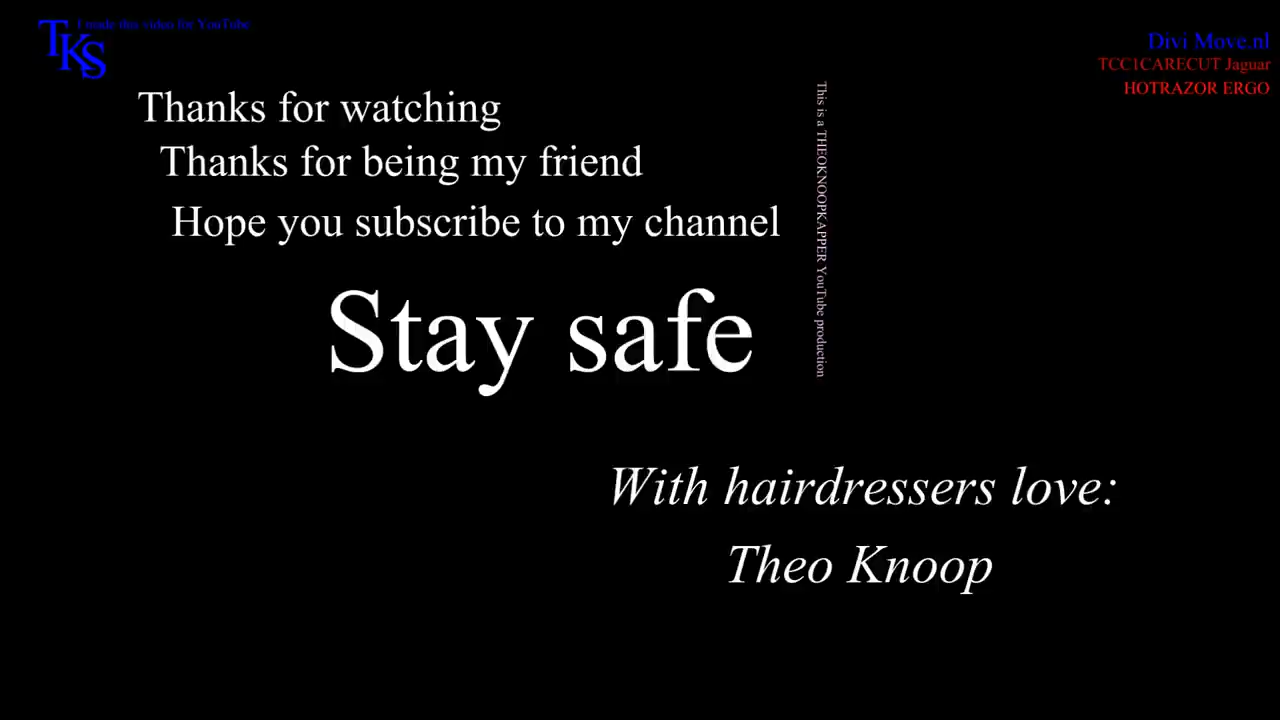 TKS
I made this video for YouTube
Divi Move.nl
TCC1CARECUT Jaguar
HOTRAZOR ERGO
Thanks for watching
Thanks for being my friend
Hope you subscribe to my channel
Stay safe
This is a THEOKNOOPKAPPER YouTube production
With hairdressers love:
Theo Knoop